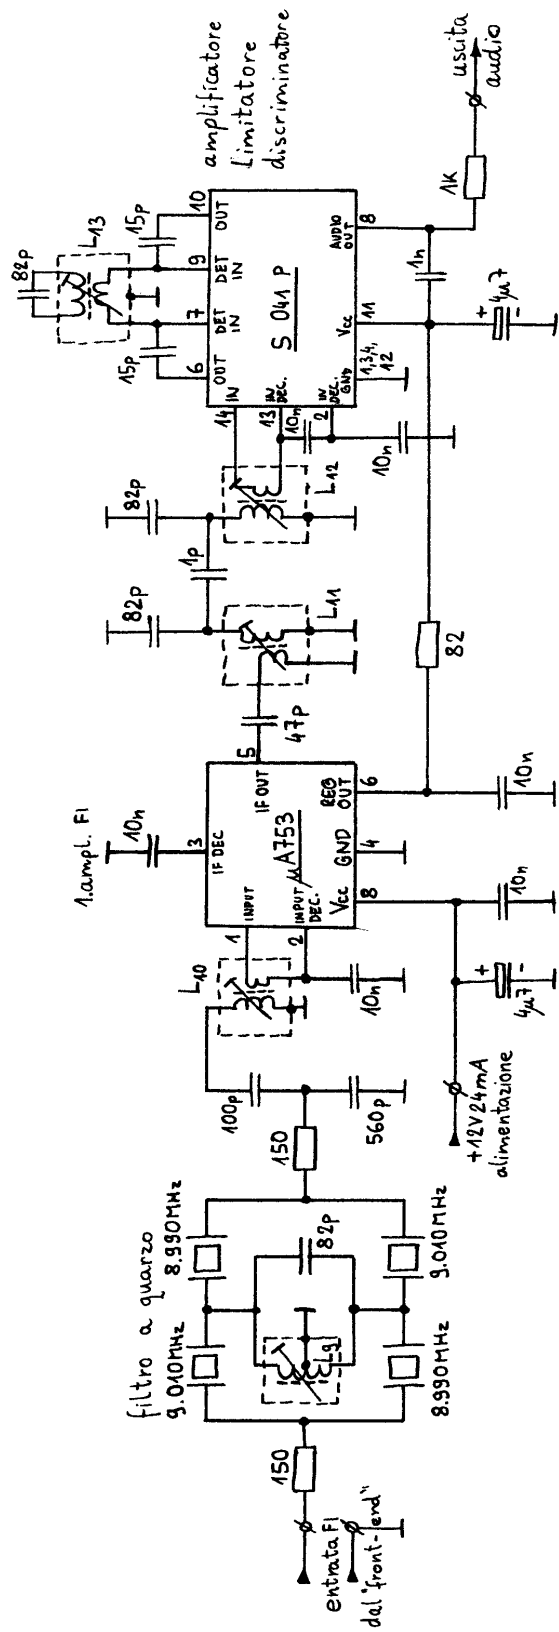 entrata FI
dal "front-end"
150
filtro a quarzo
9.010MHz
8.990MHz
8.990MHz
9.010MHz
L9
82p
150
100p
560p
L10
10n
+12V 24mA
alimentazione
4µ7
+
-
10n
10n
1. ampl. FI
10n
1
2
3
4
5
6
8
INPUT
INPUT
DEC.
IF DEC
IF OUT
µA753
GND
Vcc
REG
OUT
47p
82
L11
82p
1p
82p
L12
10n
10n
14
13
2
IN
IN
DEC.
IN
DEC.
GND
1,3,4,
12
S 041 P
6
7
9
10
OUT
DET
IN
DET
IN
OUT
15p
15p
82p
L13
Vcc
11
AUDIO
OUT
8
1n
4µ7
+
-
1K
uscita
audio
amplificatore
Limitatore
discriminatore